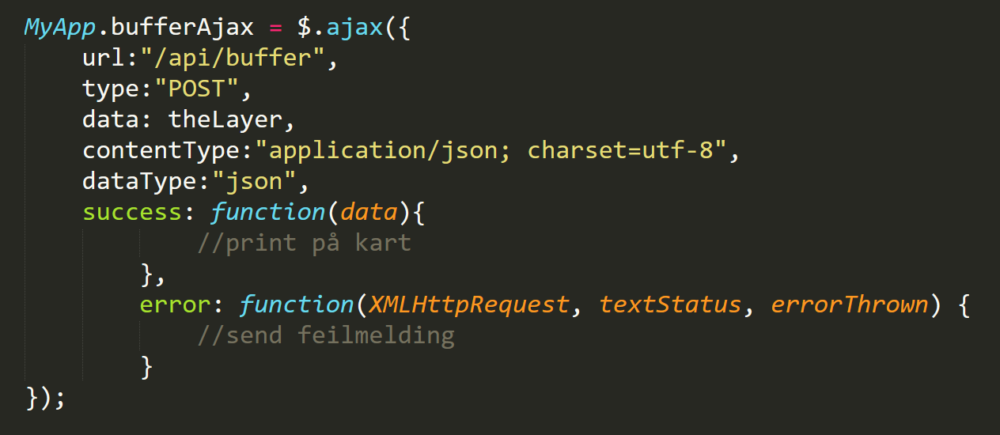 MyApp.bufferAjax = $.ajax({
    url:"/api/buffer",
    type:"POST",
    data: theLayer,
    contentType:"application/json; charset=utf-8",
    dataType:"json",
    success: function(data){
            //print på kart
        },
        error: function(XMLHttpRequest, textStatus, errorThrown) {
            //send feilmelding
        }
});